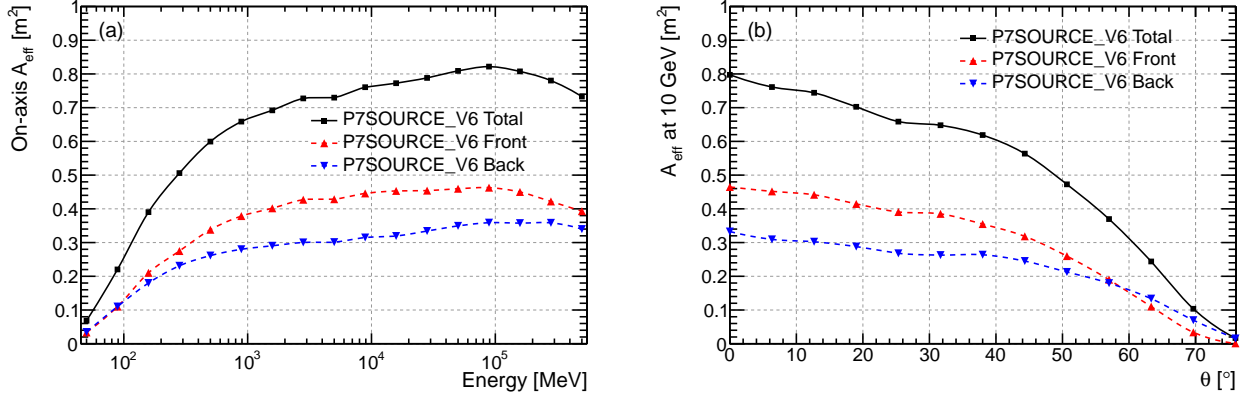 (a)
On-axis A_eff [m²]
0.9
0.8
0.7
0.6
0.5
0.4
0.3
0.2
0.1
0
P7SOURCE_V6 Total
P7SOURCE_V6 Front
P7SOURCE_V6 Back
10² 10³ 10⁴ 10⁵
Energy [MeV]
(b)
A_eff at 10 GeV [m²]
0.9
0.8
0.7
0.6
0.5
0.4
0.3
0.2
0.1
0
P7SOURCE_V6 Total
P7SOURCE_V6 Front
P7SOURCE_V6 Back
0 10 20 30 40 50 60 70
θ [°]